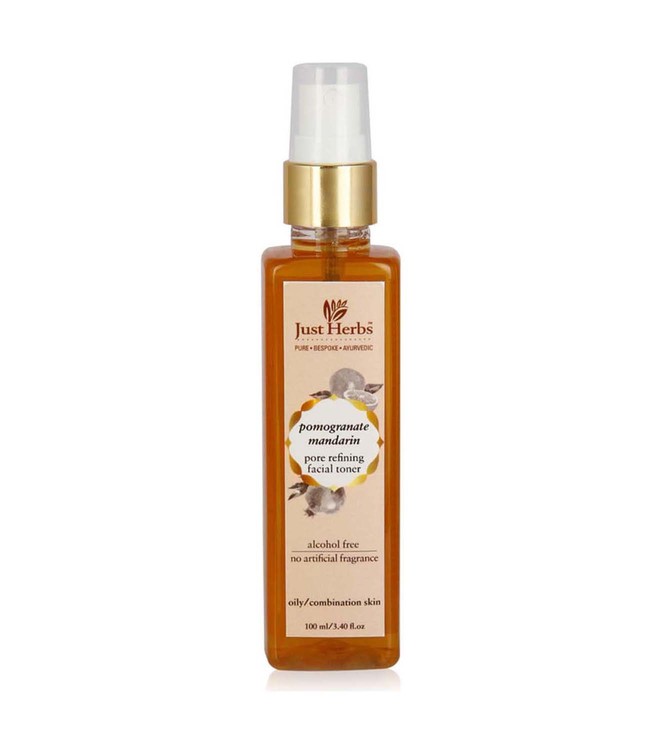 Just Herbs™
PURE • BESPOKE • AYURVEDIC
pomogranate
mandarin
pore refining
facial toner
alcohol free
no artificial fragrance
oily/combination skin
100 ml/3.40 fl.oz